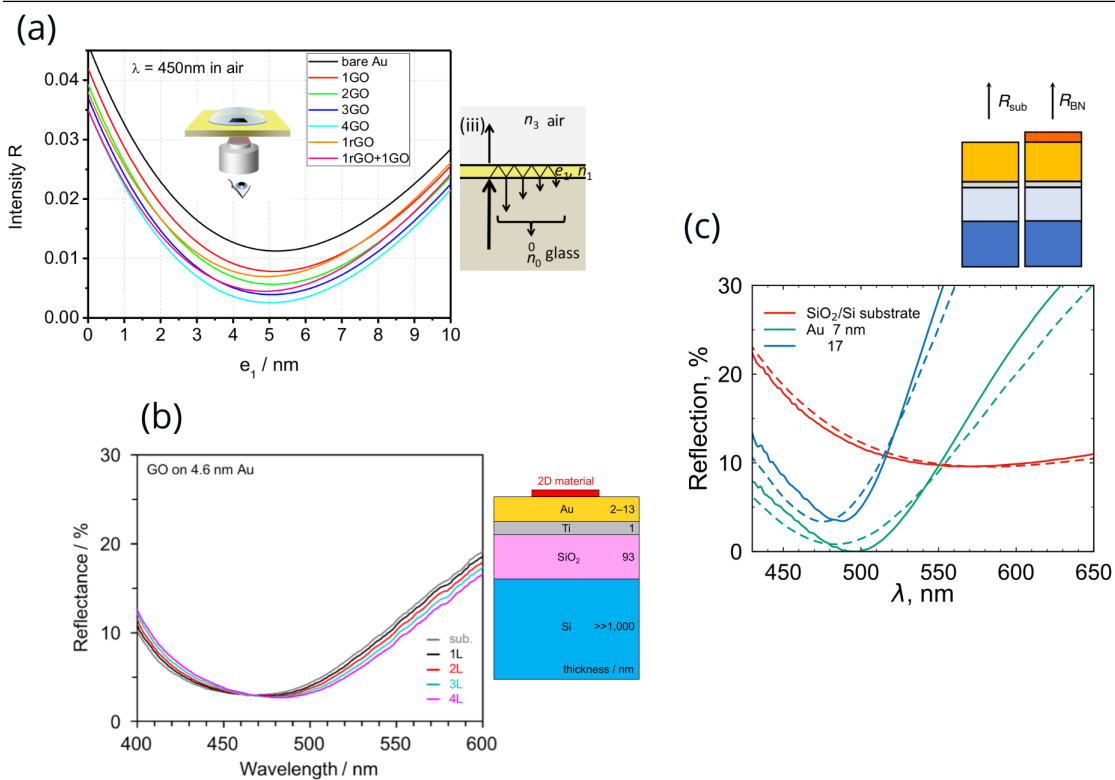 (a)
λ = 450nm in air
bare Au
1GO
2GO
3GO
4GO
1rGO
1rGO+1GO
Intensity R
0.04
0.03
0.02
0.01
0.00
0 1 2 3 4 5 6 7 8 9 10
e1 / nm
(iii)
n3 air
e1, n1
0
n0 glass
(b)
GO on 4.6 nm Au
Reflectance / %
30
20
10
0
sub.
1L
2L
3L
4L
400 450 500 550 600
Wavelength / nm
2D material
Au 2–13
Ti 1
SiO2 93
Si >>1,000
thickness / nm
(c)
Rsub
RBN
SiO2/Si substrate
Au 7 nm
17
Reflection, %
30
20
10
0
450 500 550 600 650
λ, nm